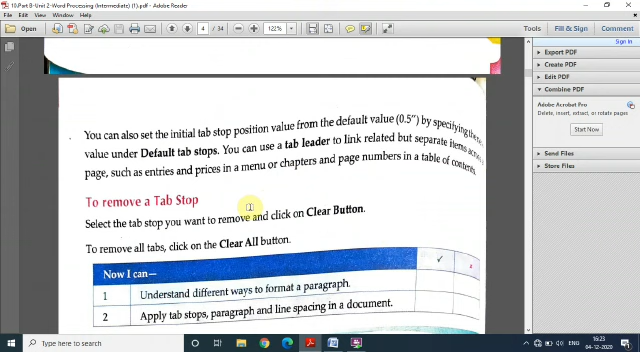 10.Part B-Unit 2-Word Processing (Intermediate) (1).pdf - Adobe Reader
File Edit View Window Help
Open
4 / 34
122%
Tools Fill & Sign Comment
Sign In
Export PDF
Create PDF
Edit PDF
Combine PDF
Adobe Acrobat Pro
Delete, insert, extract, or rotate pages
Start Now
Send Files
Store Files
You can also set the initial tab stop position value from the default value (0.5") by specifying the
value under Default tab stops. You can use a tab leader to link related but separate items
page, such as entries and prices in a menu or chapters and page numbers in a table of contents.
To remove a Tab Stop
Select the tab stop you want to remove and click on Clear Button.
To remove all tabs, click on the Clear All button.
Now I can— ✓
1 Understand different ways to format a paragraph.
2 Apply tab stops, paragraph and line spacing in a document.
Type here to search
16:23
04-12-2020